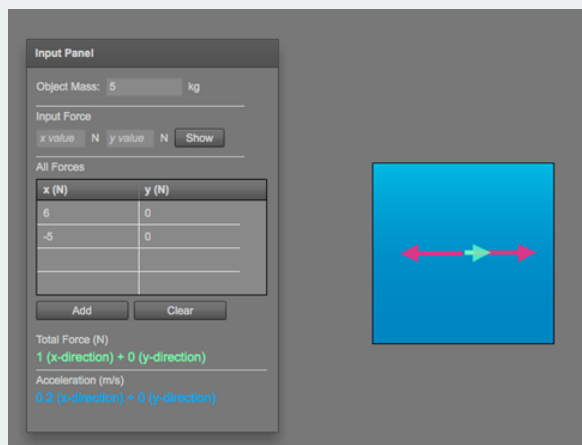 Input Panel
Object Mass: 5 kg
Input Force
x value N y value N Show
All Forces
x (N) y (N)
6 0
-5 0
Add Clear
Total Force (N)
1 (x-direction) + 0 (y-direction)
Acceleration (m/s)
0.2 (x-direction) + 0 (y-direction)